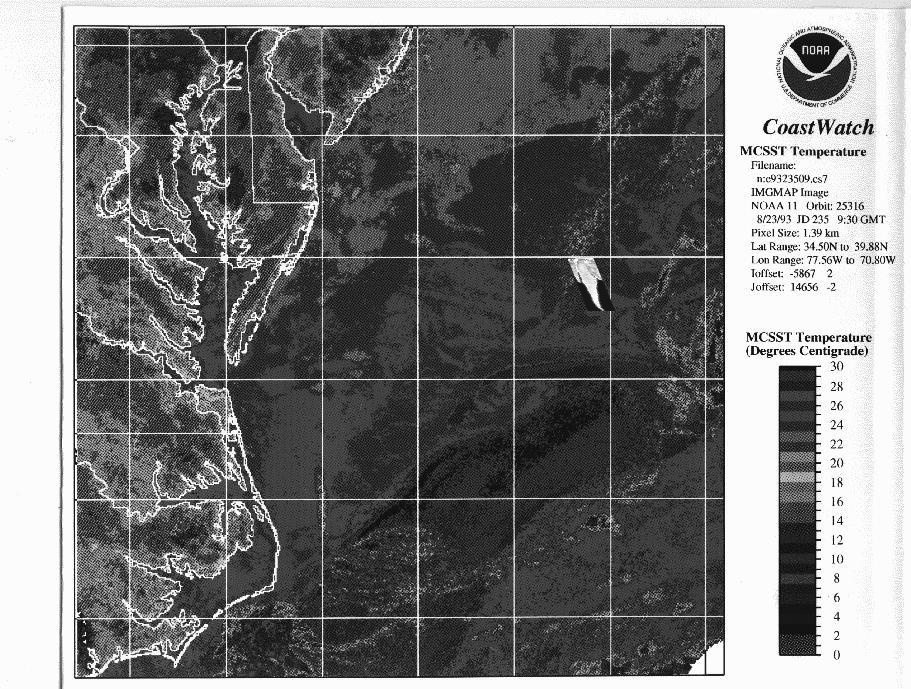 NATIONAL OCEANIC AND ATMOSPHERIC ADMINISTRATION
U.S. DEPARTMENT OF COMMERCE
NOAA
CoastWatch
MCSST Temperature
Filename:
n:c9323509.cs7
IMGMAP Image
NOAA 11 Orbit: 25316
8/23/93 JD 235 9:30 GMT
Pixel Size: 1.39 km
Lat Range: 34.50N to 39.88N
Lon Range: 77.56W to 70.80W
Ioffset: -5867 2
Joffset: 14656 -2
MCSST Temperature
(Degrees Centigrade)
30
28
26
24
22
20
18
16
14
12
10
8
6
4
2
0